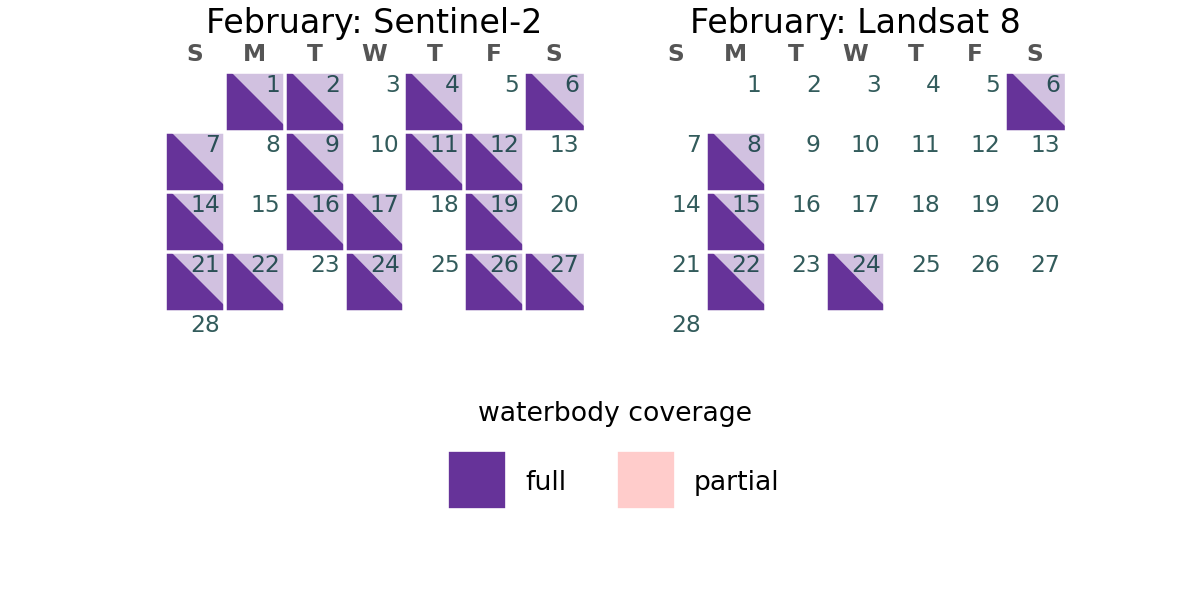 February: Sentinel-2
S M T W T F S
1 2 3 4 5 6
7 8 9 10 11 12 13
14 15 16 17 18 19 20
21 22 23 24 25 26 27
28
February: Landsat 8
S M T W T F S
1 2 3 4 5 6
7 8 9 10 11 12 13
14 15 16 17 18 19 20
21 22 23 24 25 26 27
28
waterbody coverage
full partial